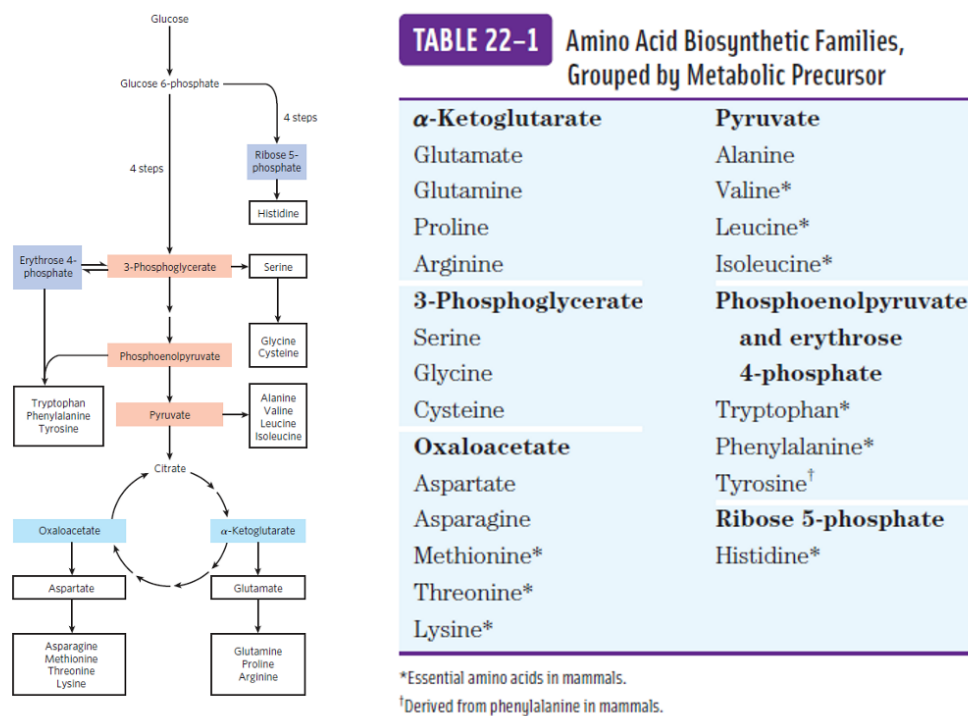 Glucose
Glucose 6-phosphate
4 steps
4 steps
Ribose 5-
phosphate
Histidine
Erythrose 4-
phosphate
3-Phosphoglycerate
Serine
Glycine
Cysteine
Phosphoenolpyruvate
Tryptophan
Phenylalanine
Tyrosine
Pyruvate
Alanine
Valine
Leucine
Isoleucine
Citrate
Oxaloacetate
α-Ketoglutarate
Aspartate
Glutamate
Asparagine
Methionine
Threonine
Lysine
Glutamine
Proline
Arginine
TABLE 22–1 Amino Acid Biosynthetic Families,
Grouped by Metabolic Precursor
α-Ketoglutarate
Glutamate
Glutamine
Proline
Arginine
3-Phosphoglycerate
Serine
Glycine
Cysteine
Oxaloacetate
Aspartate
Asparagine
Methionine*
Threonine*
Lysine*
Pyruvate
Alanine
Valine*
Leucine*
Isoleucine*
Phosphoenolpyruvate
and erythrose
4-phosphate
Tryptophan*
Phenylalanine*
Tyrosine†
Ribose 5-phosphate
Histidine*
*Essential amino acids in mammals.
†Derived from phenylalanine in mammals.